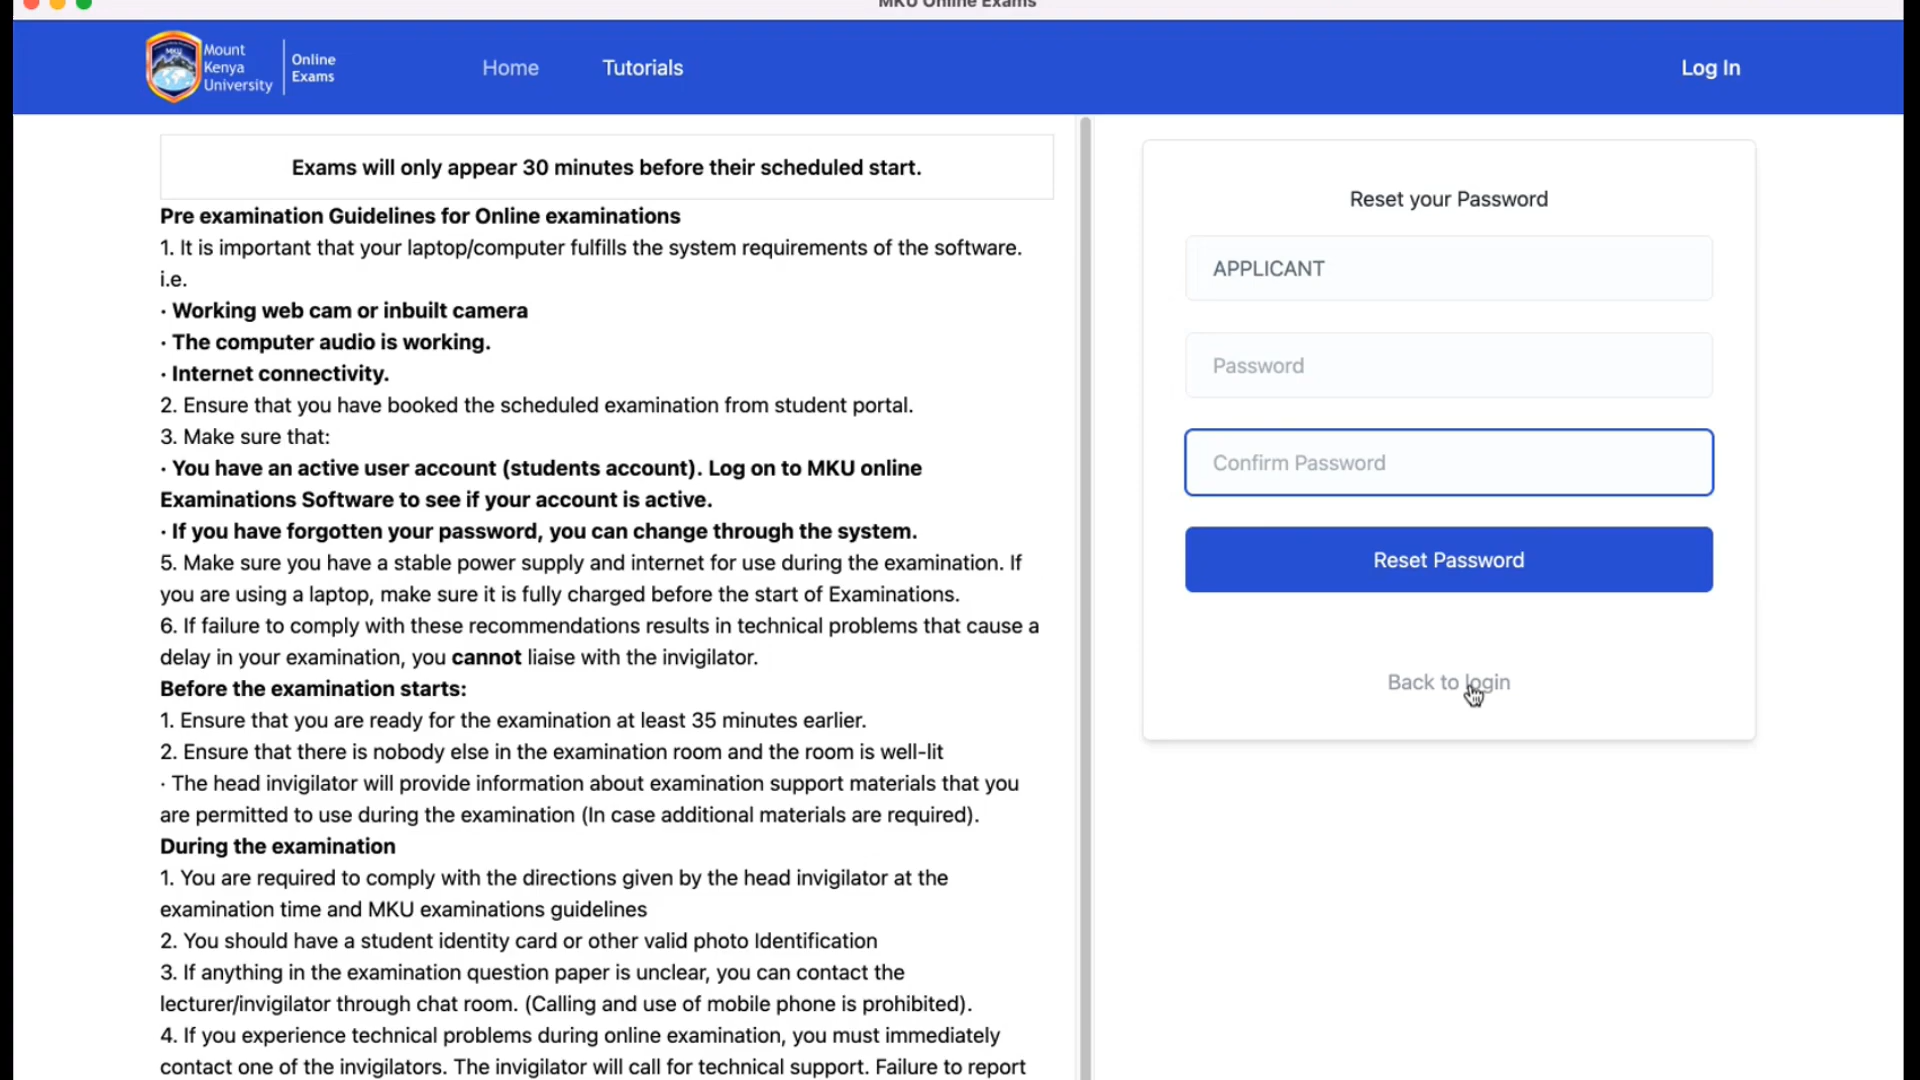 MKU Online Exams
Mount
Kenya
University
Online
Exams
Home
Tutorials
Log In
Exams will only appear 30 minutes before their scheduled start.
Pre examination Guidelines for Online examinations
1. It is important that your laptop/computer fulfills the system requirements of the software.
i.e.
· Working web cam or inbuilt camera
· The computer audio is working.
· Internet connectivity.
2. Ensure that you have booked the scheduled examination from student portal.
3. Make sure that:
· You have an active user account (students account). Log on to MKU online
Examinations Software to see if your account is active.
· If you have forgotten your password, you can change through the system.
5. Make sure you have a stable power supply and internet for use during the examination. If
you are using a laptop, make sure it is fully charged before the start of Examinations.
6. If failure to comply with these recommendations results in technical problems that cause a
delay in your examination, you cannot liaise with the invigilator.
Before the examination starts:
1. Ensure that you are ready for the examination at least 35 minutes earlier.
2. Ensure that there is nobody else in the examination room and the room is well-lit
· The head invigilator will provide information about examination support materials that you
are permitted to use during the examination (In case additional materials are required).
During the examination
1. You are required to comply with the directions given by the head invigilator at the
examination time and MKU examinations guidelines
2. You should have a student identity card or other valid photo Identification
3. If anything in the examination question paper is unclear, you can contact the
lecturer/invigilator through chat room. (Calling and use of mobile phone is prohibited).
4. If you experience technical problems during online examination, you must immediately
contact one of the invigilators. The invigilator will call for technical support. Failure to report
Reset your Password
APPLICANT
Password
Confirm Password
Reset Password
Back to login